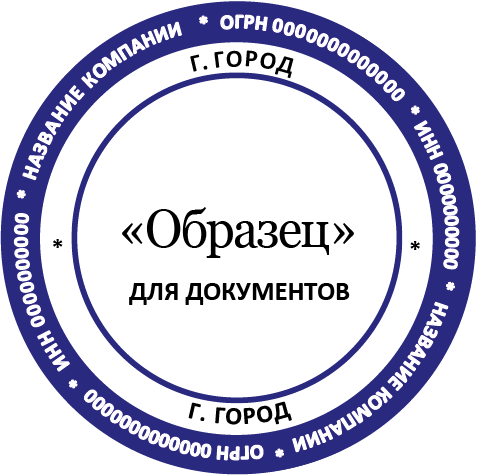 * НАЗВАНИЕ КОМПАНИИ * ОГРН 0000000000000 * ИНН 0000000000 * НАЗВАНИЕ КОМПАНИИ * ОГРН 0000000000000 * ИНН 0000000000
Г. ГОРОД
* *
«Образец»
ДЛЯ ДОКУМЕНТОВ
Г. ГОРОД